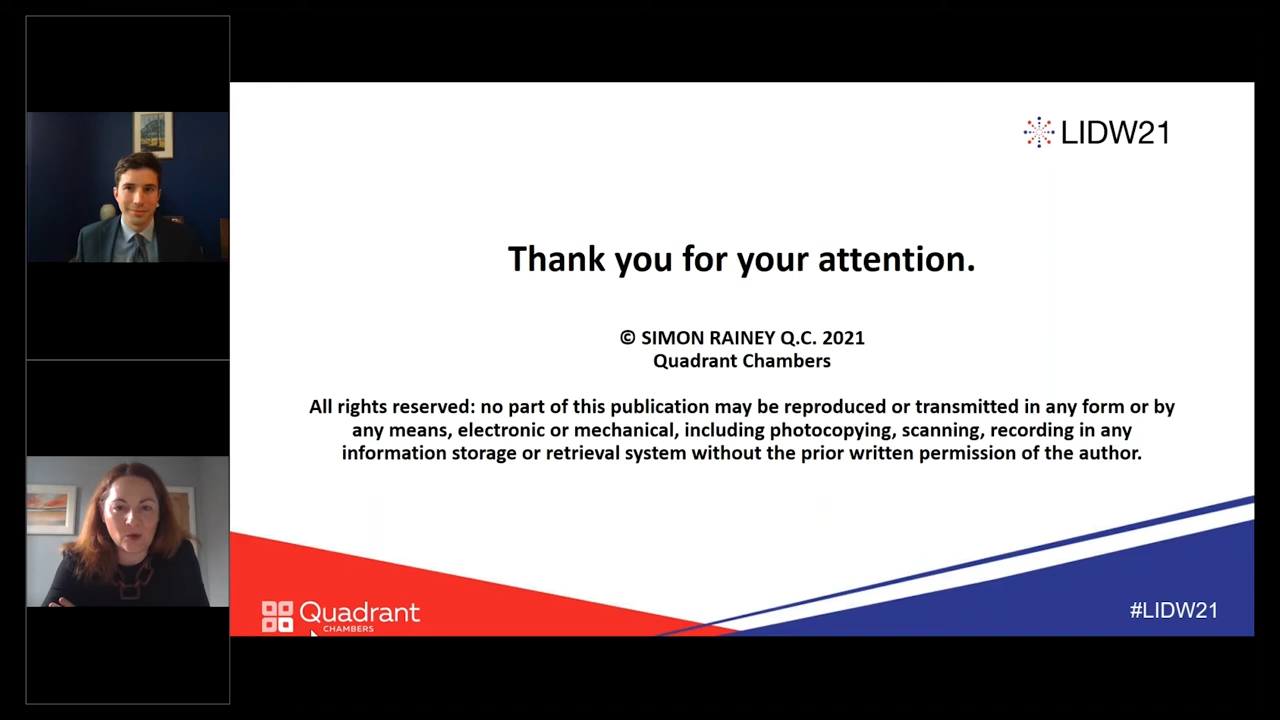 LIDW21
Thank you for your attention.
© SIMON RAINEY Q.C. 2021
Quadrant Chambers
All rights reserved: no part of this publication may be reproduced or transmitted in any form or by
any means, electronic or mechanical, including photocopying, scanning, recording in any
information storage or retrieval system without the prior written permission of the author.
Quadrant
CHAMBERS
#LIDW21